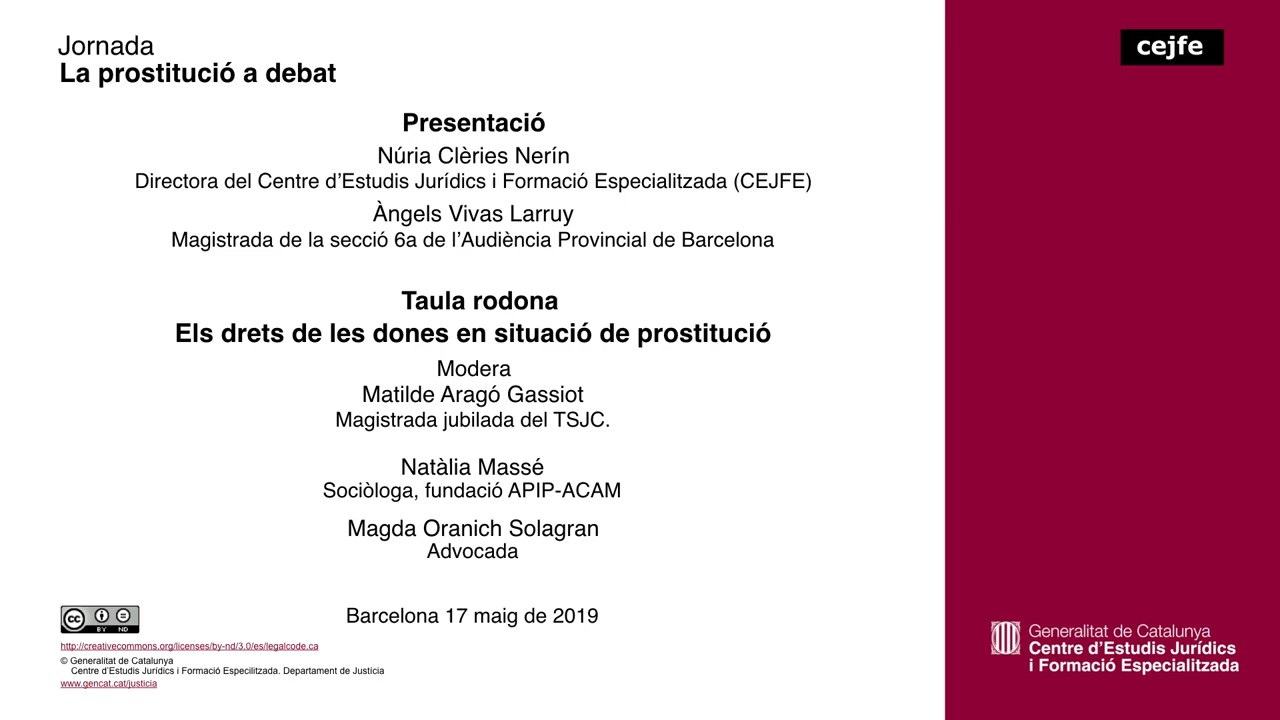 Jornada
La prostitució a debat
cejfe
Presentació
Núria Clèries Nerín
Directora del Centre d’Estudis Jurídics i Formació Especialitzada (CEJFE)
Àngels Vivas Larruy
Magistrada de la secció 6a de l’Audiència Provincial de Barcelona
Taula rodona
Els drets de les dones en situació de prostitució
Modera
Matilde Aragó Gassiot
Magistrada jubilada del TSJC.
Natàlia Massé
Sociòloga, fundació APIP-ACAM
Magda Oranich Solagran
Advocada
Barcelona 17 maig de 2019
cc BY ND
http://creativecommons.org/licenses/by-nd/3.0/es/legalcode.ca
© Generalitat de Catalunya
Centre d’Estudis Jurídics i Formació Especilitzada. Departament de Justícia
www.gencat.cat/justicia
Generalitat de Catalunya
Centre d’Estudis Jurídics
i Formació Especialitzada